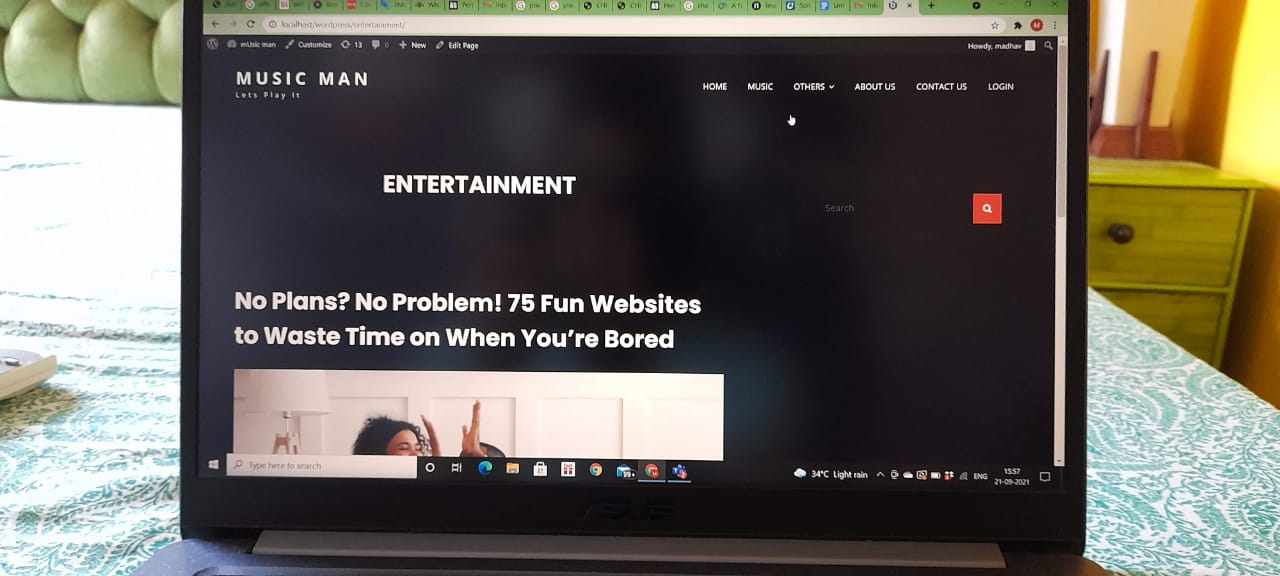 localhost/wordpress/entertainment/
mUsic man
Customize
13
0
New
Edit Page
Howdy, madhav
MUSIC MAN
Lets Play It
HOME MUSIC OTHERS ABOUT US CONTACT US LOGIN
ENTERTAINMENT
Search
No Plans? No Problem! 75 Fun Websites
to Waste Time on When You’re Bored
Type here to search
99+
34°C Light rain
ENG
15:57
21-09-2021
ASUS